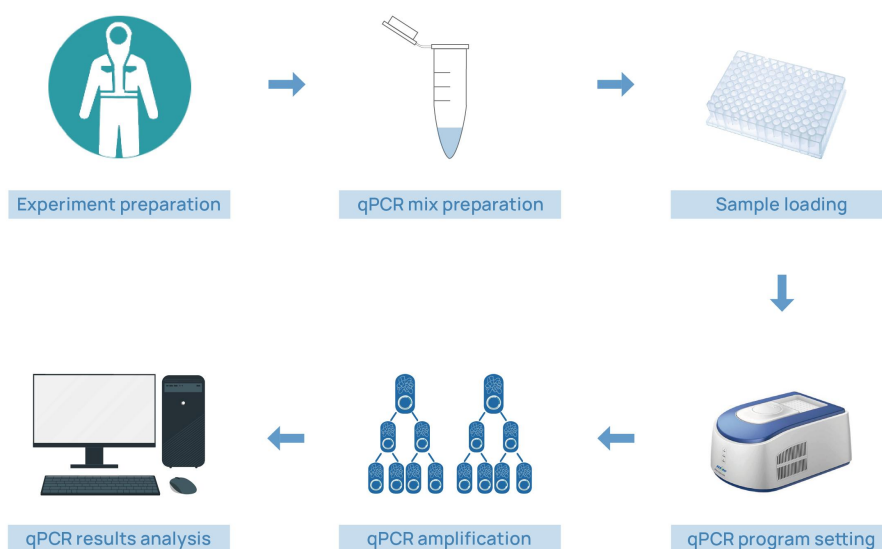 Experiment preparation
qPCR mix preparation
Sample loading
qPCR program setting
qPCR amplification
qPCR results analysis